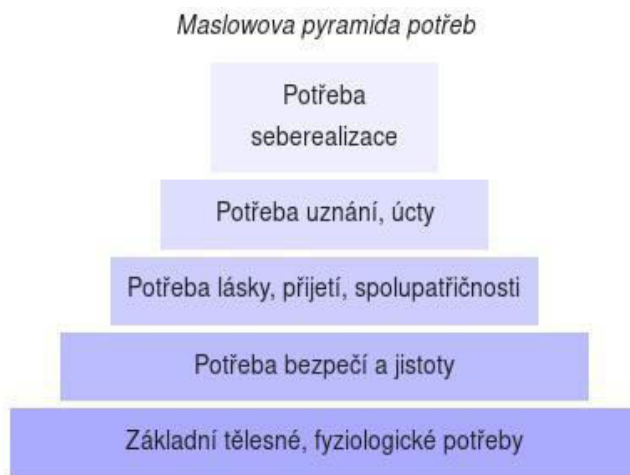 Maslowova pyramida potřeb
Potřeba
seberealizace
Potřeba uznání, úcty
Potřeba lásky, přijetí, spolupatřičnosti
Potřeba bezpečí a jistoty
Základní tělesné, fyziologické potřeby